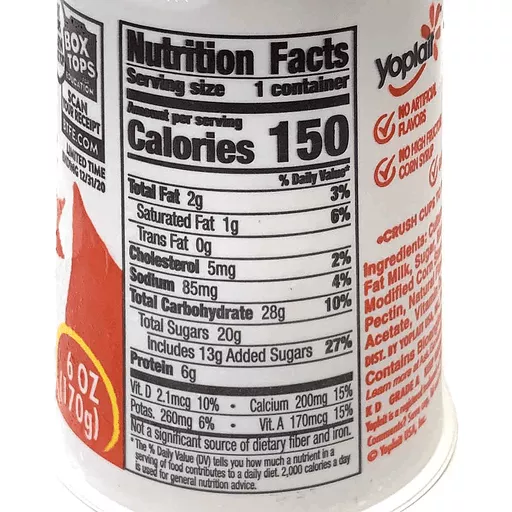 BOX
TOPS
EDUCATION
SCAN
RECEIPT
BTFE.COM
LIMITED TIME
12/31/20
6 OZ
(170g)
Nutrition Facts
Serving size 1 container
Amount per serving
Calories 150
% Daily Value*
Total Fat 2g 3%
Saturated Fat 1g 6%
Trans Fat 0g
Cholesterol 5mg 2%
Sodium 85mg 4%
Total Carbohydrate 28g 10%
Total Sugars 20g
Includes 13g Added Sugars 27%
Protein 6g
Vit. D 2.1mcg 10% • Calcium 200mg 15%
Potas. 260mg 6% • Vit. A 170mcg 15%
Not a significant source of dietary fiber and iron.
*The % Daily Value (DV) tells you how much a nutrient in a
serving of food contributes to a daily diet. 2,000 calories a day
is used for general nutrition advice.
Yoplait
NO ARTIFICIAL
FLAVORS
NO HIGH FRUCTOSE
CORN SYRUP
CRUSH CUPS
Ingredients:
Fat Milk, Sugar
Modified Corn
Pectin, Natural
Acetate,
DIST. BY YOPLAIT
Contains
Learn more at
K D GRADE A
Yoplait is a registered
Yoplait USA, Inc.